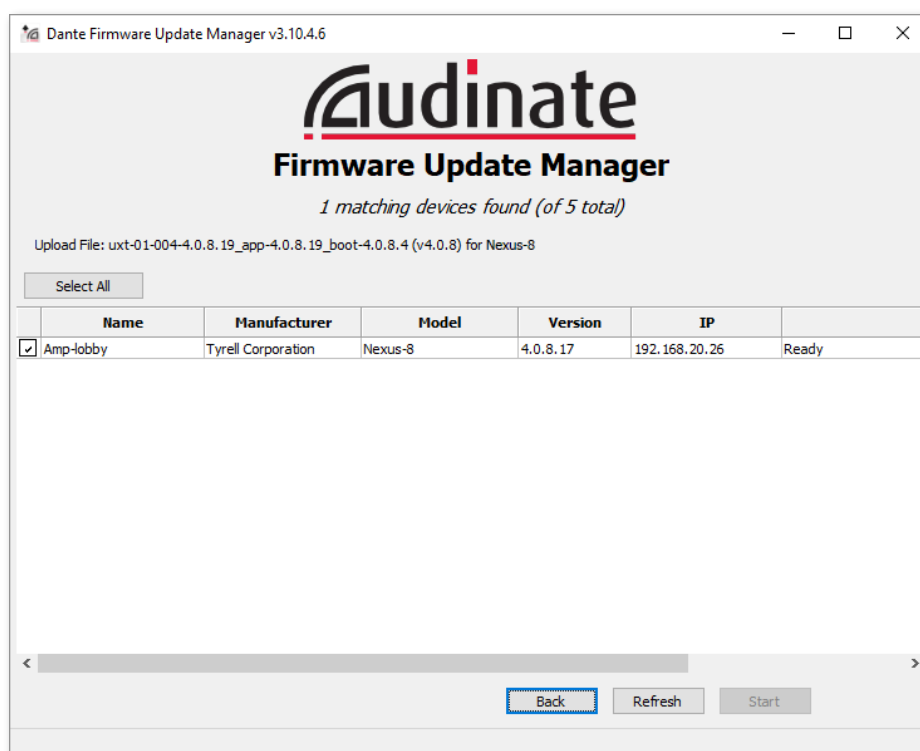 Dante Firmware Update Manager v3.10.4.6
Audinate
Firmware Update Manager
1 matching devices found (of 5 total)
Upload File: uxt-01-004-4.0.8.19_app-4.0.8.19_boot-4.0.8.4 (v4.0.8) for Nexus-8
Select All
Name Manufacturer Model Version IP
Amp-lobby Tyrell Corporation Nexus-8 4.0.8.17 192.168.20.26 Ready
Back Refresh Start